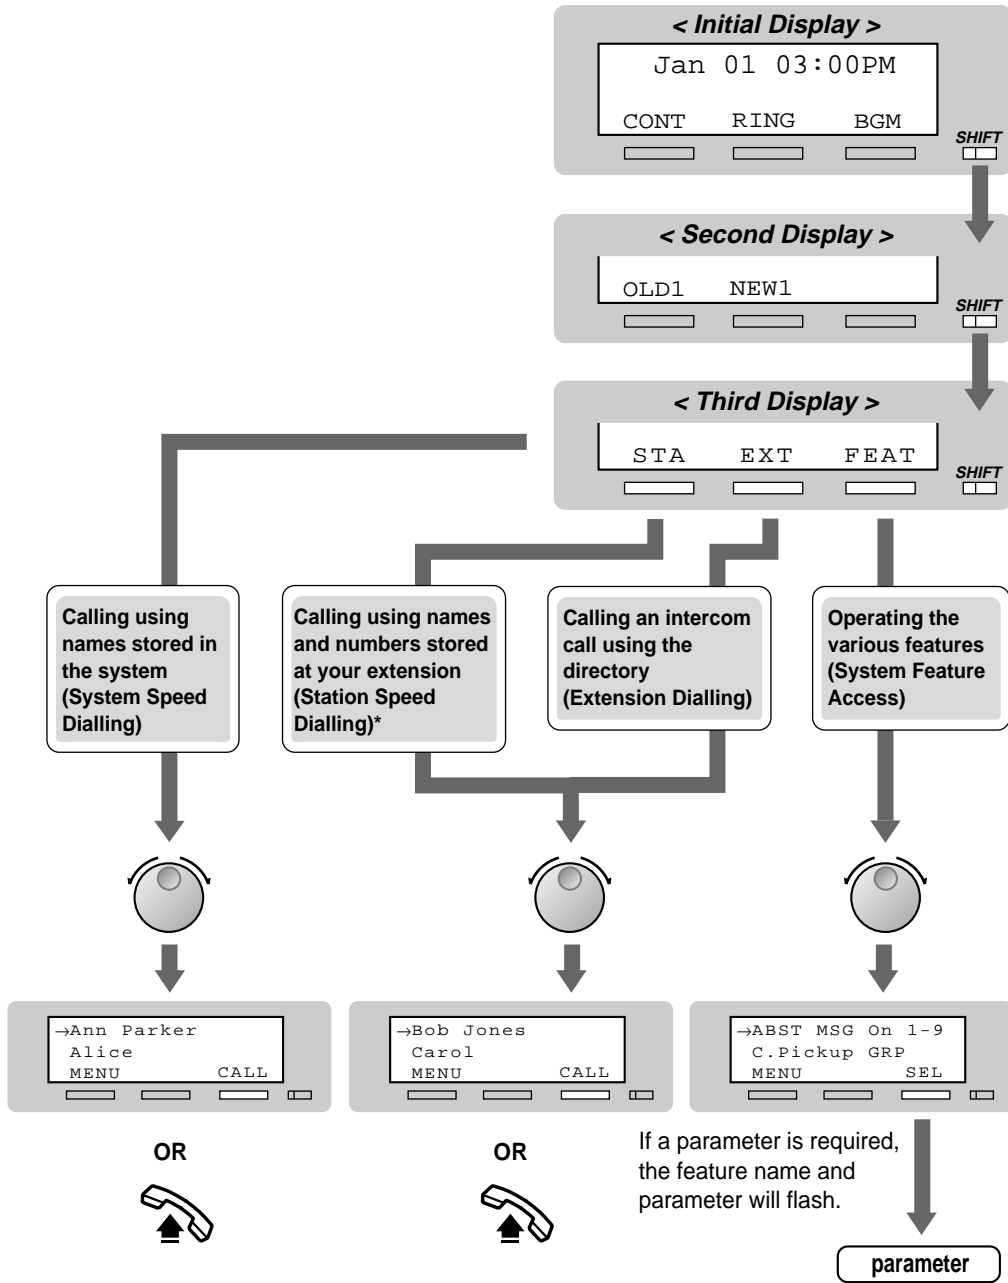 < Initial Display >
Jan 01 03:00PM
CONT RING BGM
SHIFT
< Second Display >
OLD1 NEW1
SHIFT
< Third Display >
STA EXT FEAT
SHIFT
Calling using
names stored in
the system
(System Speed
Dialling)
Calling using names
and numbers stored
at your extension
(Station Speed
Dialling)*
Calling an intercom
call using the
directory
(Extension Dialling)
Operating the
various features
(System Feature
Access)
→Ann Parker
Alice
MENU CALL
→Bob Jones
Carol
MENU CALL
→ABST MSG On 1-9
C.Pickup GRP
MENU SEL
OR
OR
If a parameter is required,
the feature name and
parameter will flash.
parameter